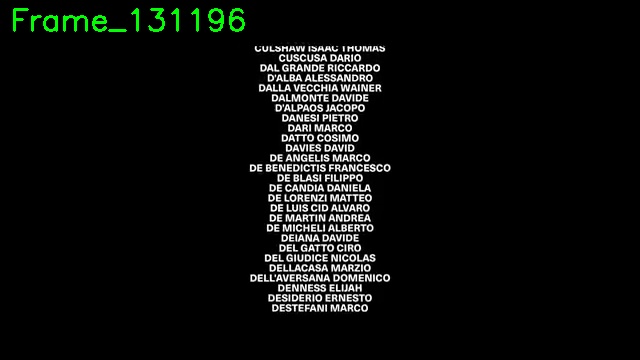 Frame_131196
CULSHAW ISAAC THOMAS
CUSCUSA DARIO
DAL GRANDE RICCARDO
D'ALBA ALESSANDRO
DALLA VECCHIA WAINER
DALMONTE DAVIDE
D'ALPAOS JACOPO
DANESI PIETRO
DARI MARCO
DATTO COSIMO
DAVIES DAVID
DE ANGELIS MARCO
DE BENEDICTIS FRANCESCO
DE BLASI FILIPPO
DE CANDIA DANIELA
DE LORENZI MATTEO
DE LUIS CID ALVARO
DE MARTIN ANDREA
DE MICHELI ALBERTO
DEIANA DAVIDE
DEL GATTO CIRO
DEL GIUDICE NICOLAS
DELLACASA MARZIO
DELL'AVERSANA DOMENICO
DENNESS ELIJAH
DESIDERIO ERNESTO
DESTEFANI MARCO